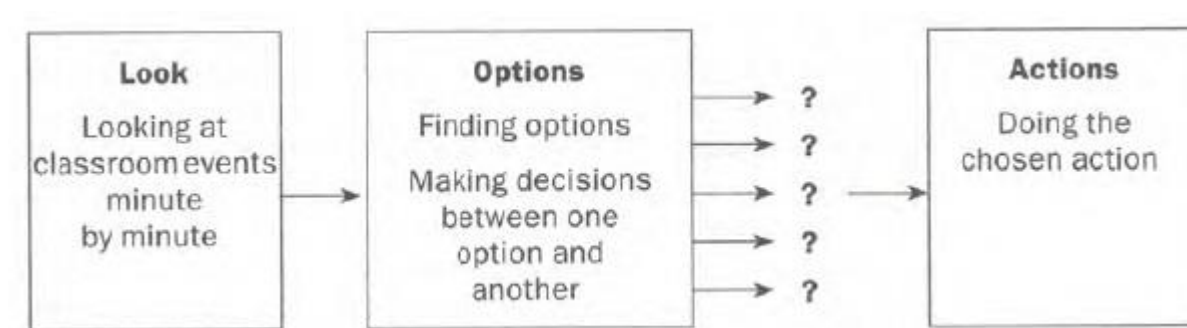 Look
Looking at
classroom events
minute
by minute
Options
Finding options
Making decisions
between one
option and
another
?
?
?
?
?
Actions
Doing the
chosen action